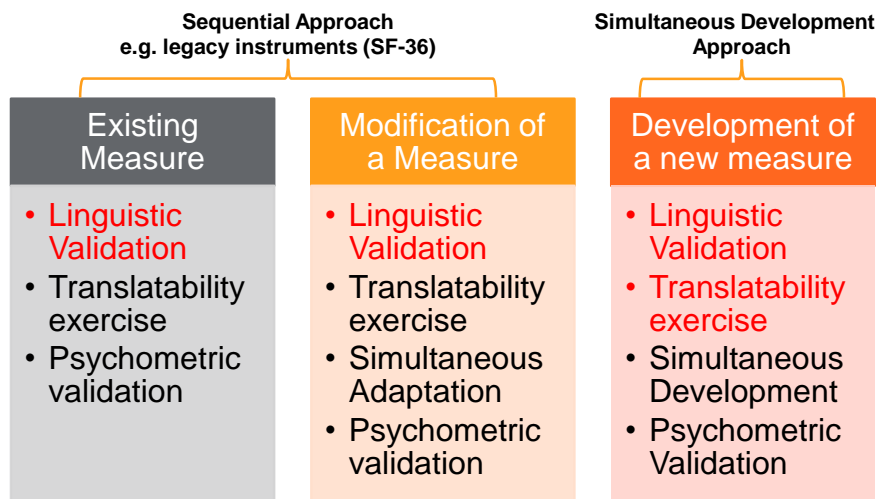 Sequential Approach
e.g. legacy instruments (SF-36)
Simultaneous Development
Approach
Existing
Measure
• Linguistic
Validation
• Translatability
exercise
• Psychometric
validation
Modification of
a Measure
• Linguistic
Validation
• Translatability
exercise
• Simultaneous
Adaptation
• Psychometric
validation
Development of
a new measure
• Linguistic
Validation
• Translatability
exercise
• Simultaneous
Development
• Psychometric
Validation